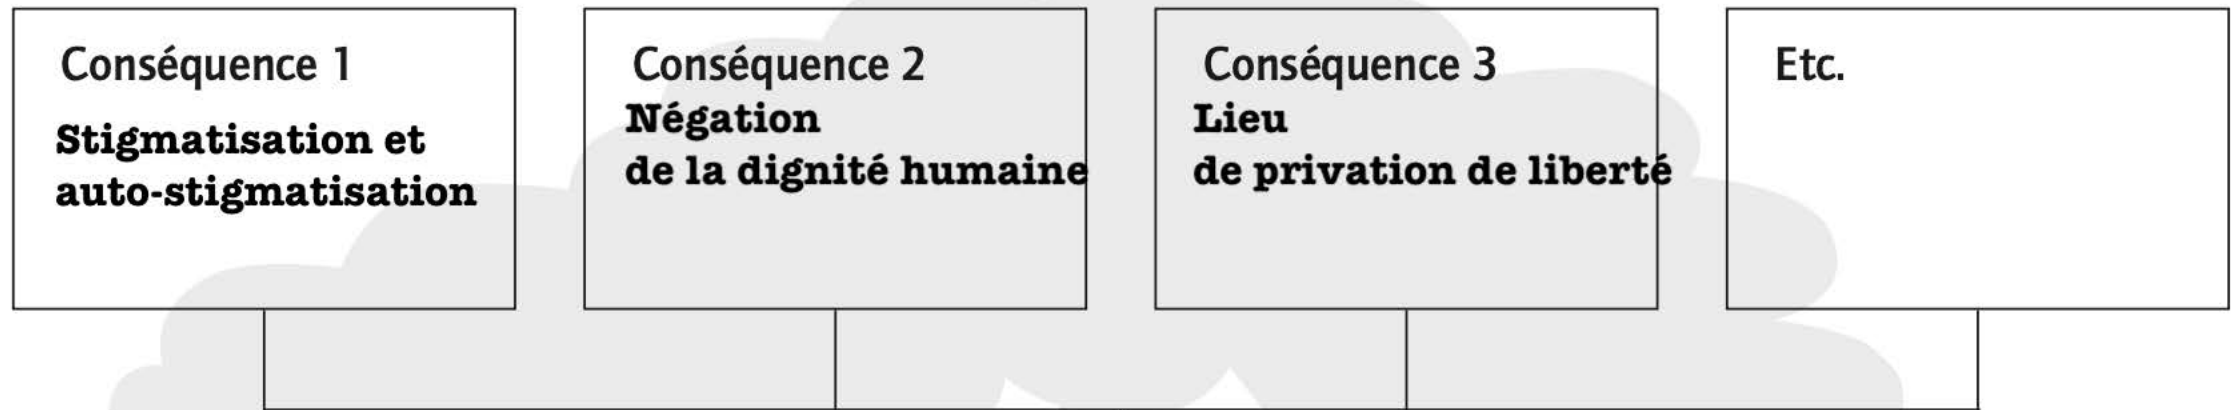 Conséquence 1
Stigmatisation et
auto-stigmatisation
Conséquence 2
Négation
de la dignité humaine
Conséquence 3
Lieu
de privation de liberté
Etc.